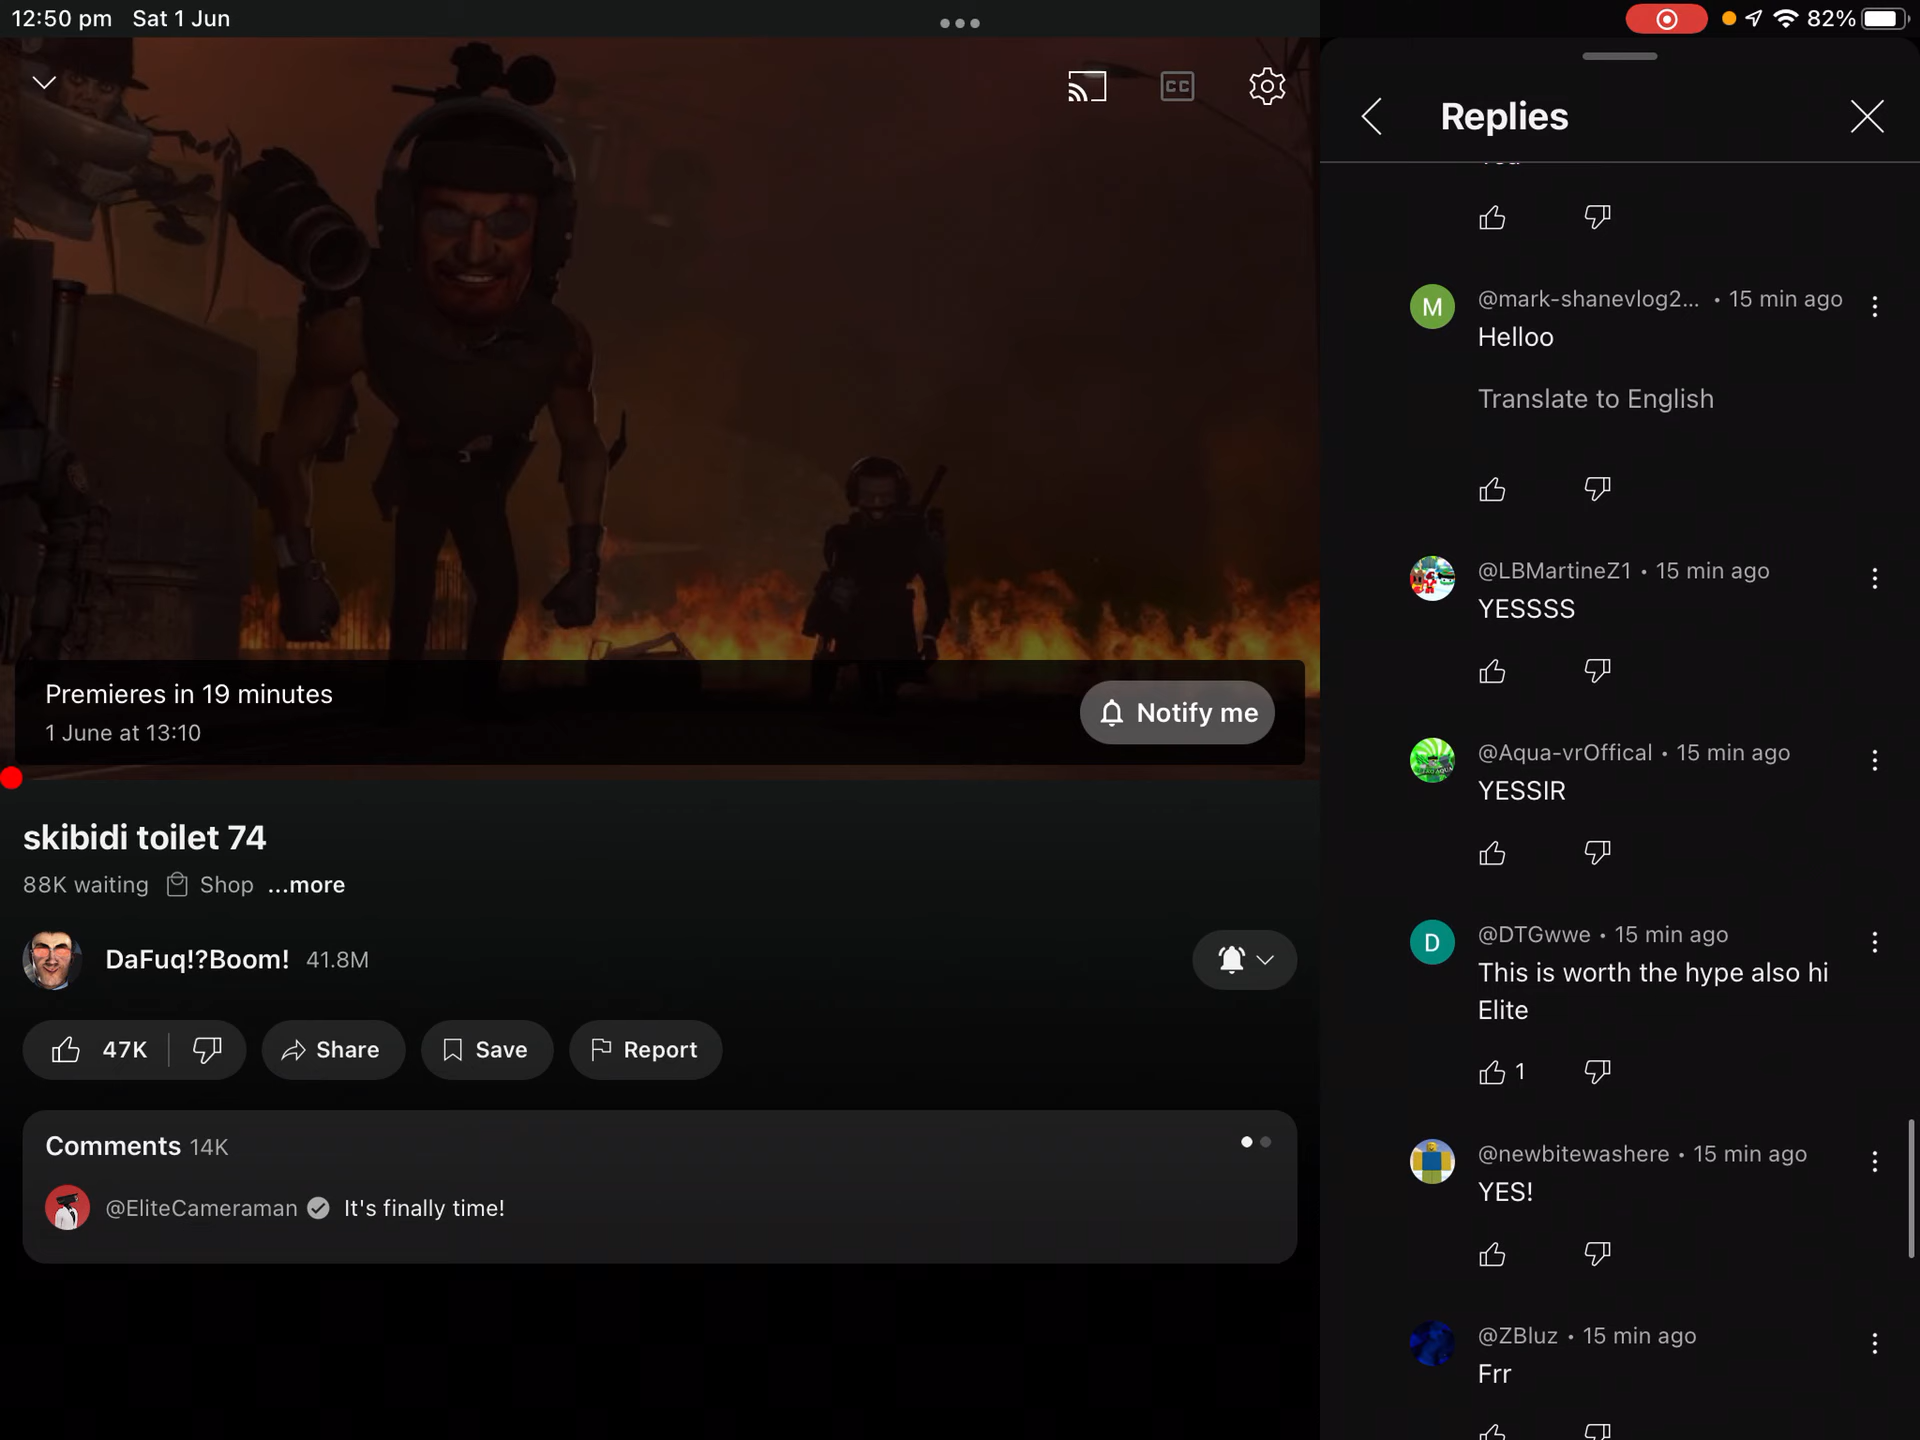 12:50 pm Sat 1 Jun
82%
CC
Premieres in 19 minutes
1 June at 13:10
Notify me
skibidi toilet 74
88K waiting Shop ...more
DaFuq!?Boom! 41.8M
47K Share Save Report
Comments 14K
@EliteCameraman It's finally time!
Replies
M
@mark-shanevlog2... • 15 min ago
Helloo
Translate to English
@LBMartineZ1 • 15 min ago
YESSSS
@Aqua-vrOffical • 15 min ago
YESSIR
D
@DTGwwe • 15 min ago
This is worth the hype also hi
Elite
1
@newbitewashere • 15 min ago
YES!
@ZBluz • 15 min ago
Frr